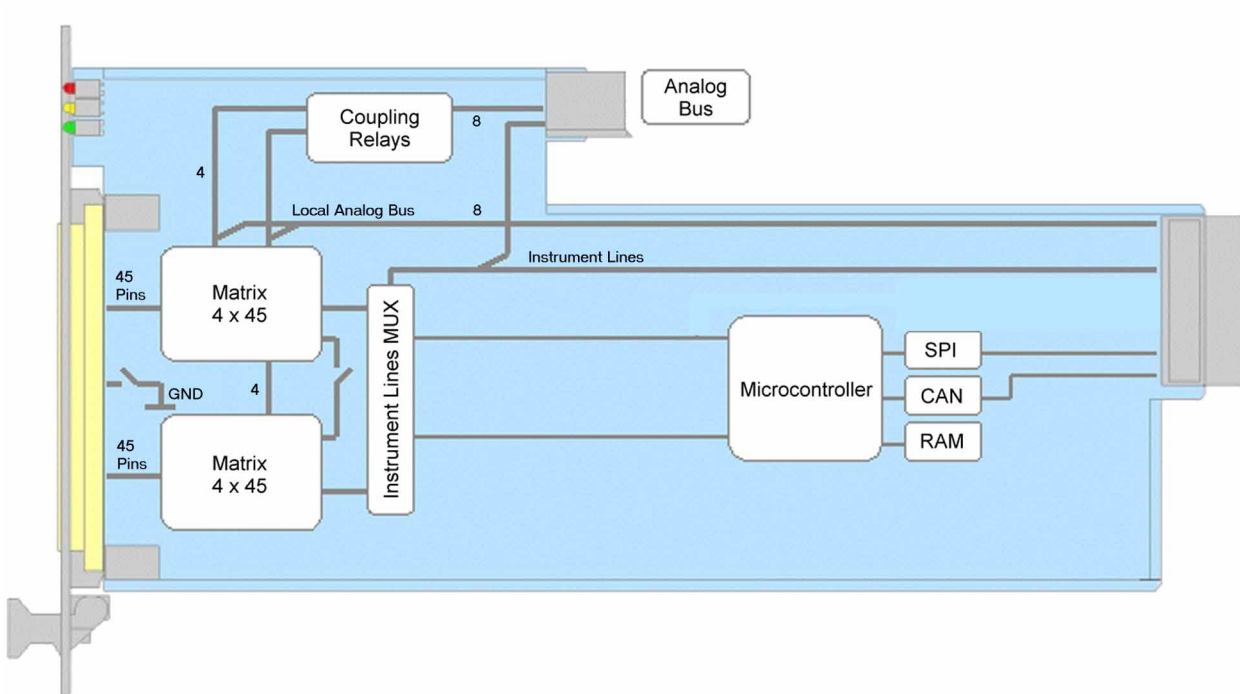 Analog
Bus
Coupling
Relays
8
4
Local Analog Bus
8
Instrument Lines
45
Pins
Matrix
4 x 45
Instrument Lines MUX
SPI
Microcontroller
CAN
GND
4
RAM
45
Pins
Matrix
4 x 45